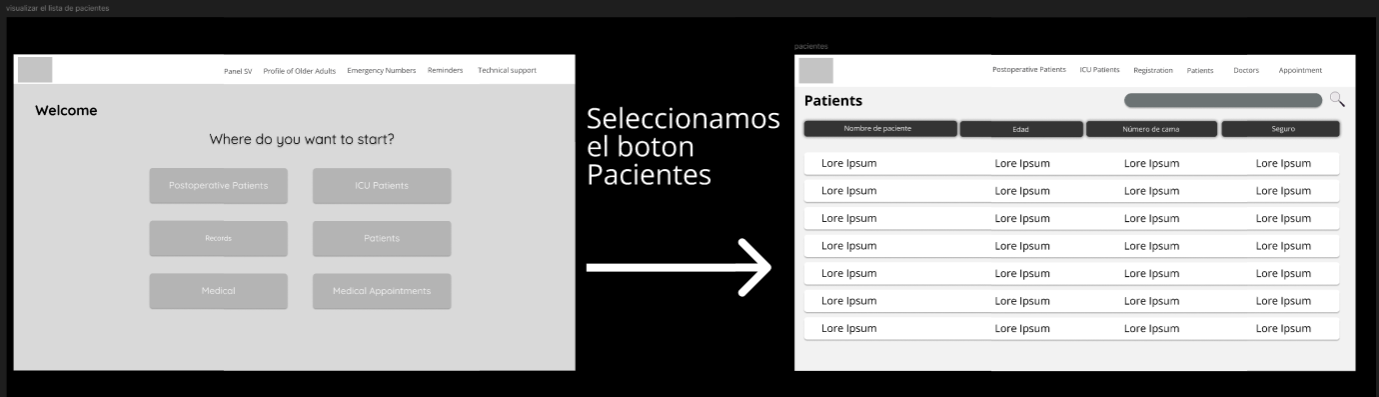 visualizar el lista de pacientes
Panel SV Profile of Older Adults Emergency Numbers Reminders Technical support
Welcome
Where do you want to start?
Postoperative Patients ICU Patients
Records Patients
Medical Medical Appointments
Seleccionamos
el boton
Pacientes
pacientes
Postoperative Patients ICU Patients Registration Patients Doctors Appointment
Patients
Nombre de paciente Edad Número de cama Seguro
Lore Ipsum Lore Ipsum Lore Ipsum Lore Ipsum
Lore Ipsum Lore Ipsum Lore Ipsum Lore Ipsum
Lore Ipsum Lore Ipsum Lore Ipsum Lore Ipsum
Lore Ipsum Lore Ipsum Lore Ipsum Lore Ipsum
Lore Ipsum Lore Ipsum Lore Ipsum Lore Ipsum
Lore Ipsum Lore Ipsum Lore Ipsum Lore Ipsum
Lore Ipsum Lore Ipsum Lore Ipsum Lore Ipsum